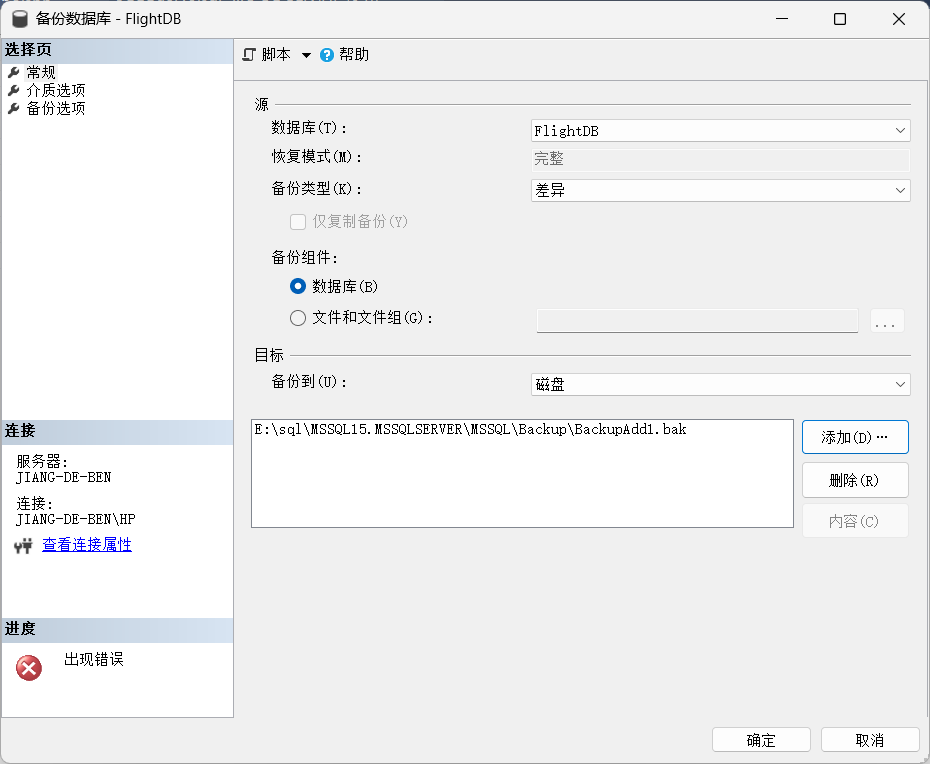 备份数据库 - FlightDB
选择页
常规
介质选项
备份选项
连接
服务器:
JIANG-DE-BEN
连接:
JIANG-DE-BEN\HP
查看连接属性
进度
出现错误
脚本 帮助
源
数据库(T): FlightDB
恢复模式(M): 完整
备份类型(K): 差异
仅复制备份(Y)
备份组件:
数据库(B)
文件和文件组(G): ...
目标
备份到(U): 磁盘
E:\sql\MSSQL15.MSSQLSERVER\MSSQL\Backup\BackupAdd1.bak
添加(D)…
删除(R)
内容(C)
确定 取消